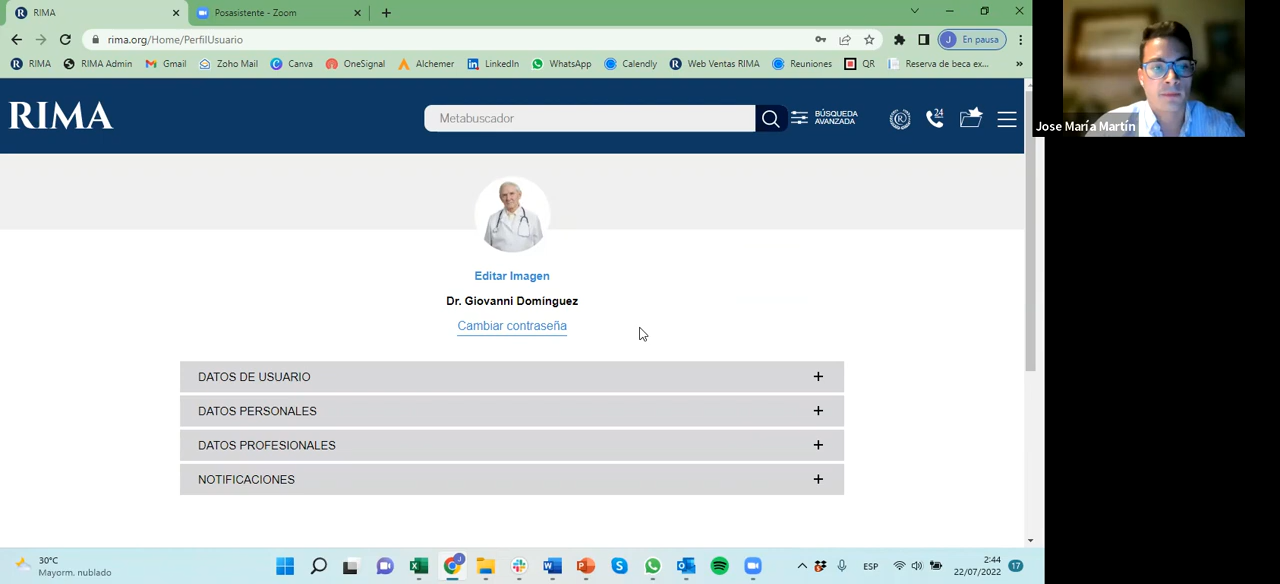 RIMA
Posasistente - Zoom
rima.org/Home/PerfilUsuario
J En pausa
RIMA
RIMA Admin
Gmail
Zoho Mail
Canva
OneSignal
Alchemer
LinkedIn
WhatsApp
Calendly
Web Ventas RIMA
Reuniones
QR
Reserva de beca ex...
»
RIMA
Metabuscador
BÚSQUEDA
AVANZADA
24
Jose María Martín
Editar Imagen
Dr. Giovanni Domínguez
Cambiar contraseña
DATOS DE USUARIO +
DATOS PERSONALES +
DATOS PROFESIONALES +
NOTIFICACIONES +
30°C
Mayorm. nublado
ESP
2:44
22/07/2022
17